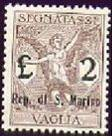 SEGNATASSE
£ 2
Rep. di S. Marino
VAGLIA